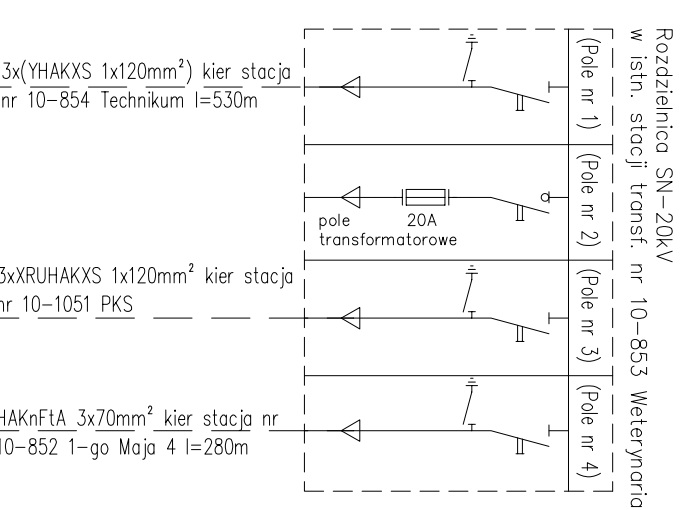 3x(YHAKXS 1x120mm²) kier stacja
nr 10-854 Technikum l=530m
(Pole nr 1)
pole
transformatorowe
20A
(Pole nr 2)
3xXRUHAKXS 1x120mm² kier stacja
nr 10-1051 PKS
(Pole nr 3)
HAKnFtA 3x70mm² kier stacja nr
10-852 1-go Maja 4 l=280m
(Pole nr 4)
Rozdzielnica SN-20kV
w istn. stacji transf. nr 10-853 Weterynaria